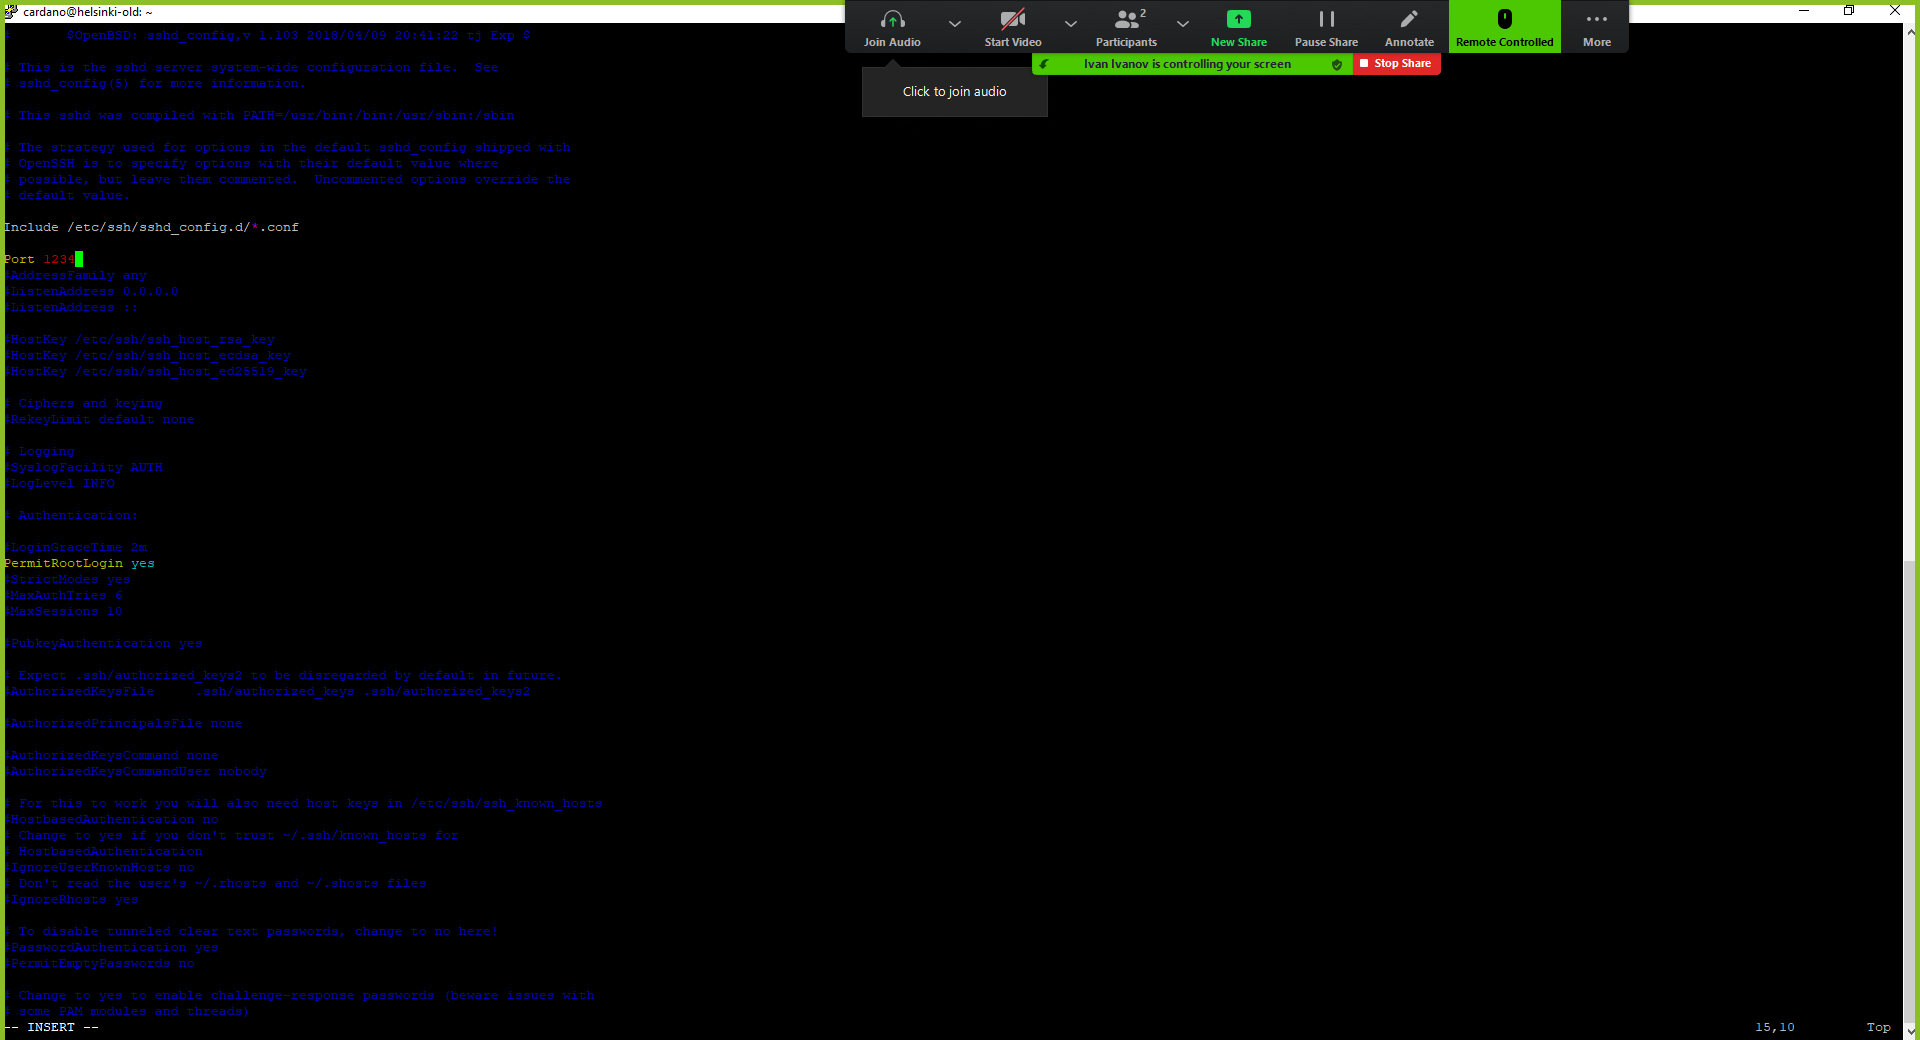 cardano@helsinki-old: ~
Join Audio
Start Video
2
Participants
New Share
Pause Share
Annotate
Remote Controlled
More
Ivan Ivanov is controlling your screen
Stop Share
Click to join audio
#       $OpenBSD: sshd_config,v 1.103 2018/04/09 20:41:22 tj Exp $
# This is the sshd server system-wide configuration file.  See
# sshd_config(5) for more information.
# This sshd was compiled with PATH=/usr/bin:/bin:/usr/sbin:/sbin
# The strategy used for options in the default sshd_config shipped with
# OpenSSH is to specify options with their default value where
# possible, but leave them commented.  Uncommented options override the
# default value.
Include /etc/ssh/sshd_config.d/*.conf
Port 1234
#AddressFamily any
#ListenAddress 0.0.0.0
#ListenAddress ::
#HostKey /etc/ssh/ssh_host_rsa_key
#HostKey /etc/ssh/ssh_host_ecdsa_key
#HostKey /etc/ssh/ssh_host_ed25519_key
# Ciphers and keying
#RekeyLimit default none
# Logging
#SyslogFacility AUTH
#LogLevel INFO
# Authentication:
#LoginGraceTime 2m
PermitRootLogin yes
#StrictModes yes
#MaxAuthTries 6
#MaxSessions 10
#PubkeyAuthentication yes
# Expect .ssh/authorized_keys2 to be disregarded by default in future.
#AuthorizedKeysFile     .ssh/authorized_keys .ssh/authorized_keys2
#AuthorizedPrincipalsFile none
#AuthorizedKeysCommand none
#AuthorizedKeysCommandUser nobody
# For this to work you will also need host keys in /etc/ssh/ssh_known_hosts
#HostbasedAuthentication no
# Change to yes if you don't trust ~/.ssh/known_hosts for
# HostbasedAuthentication
#IgnoreUserKnownHosts no
# Don't read the user's ~/.rhosts and ~/.shosts files
#IgnoreRhosts yes
# To disable tunneled clear text passwords, change to no here!
#PasswordAuthentication yes
#PermitEmptyPasswords no
# Change to yes to enable challenge-response passwords (beware issues with
# some PAM modules and threads)
-- INSERT --
15,10
Top